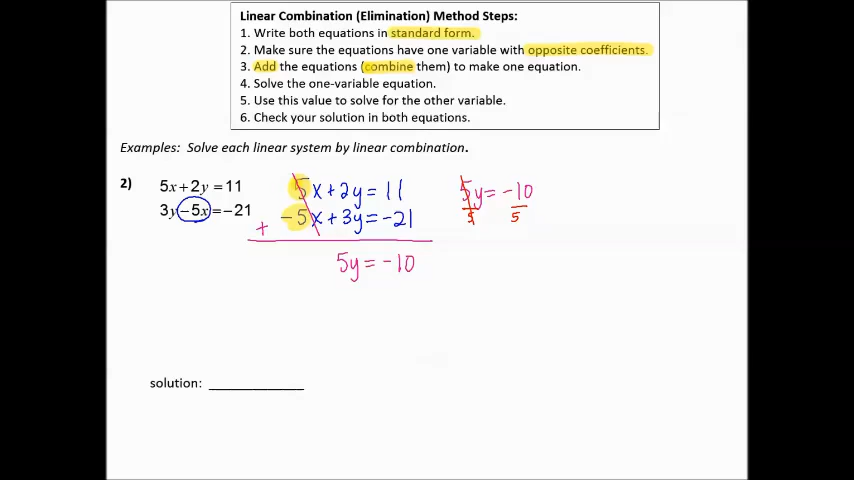 Linear Combination (Elimination) Method Steps:
1. Write both equations in standard form.
2. Make sure the equations have one variable with opposite coefficients.
3. Add the equations (combine them) to make one equation.
4. Solve the one-variable equation.
5. Use this value to solve for the other variable.
6. Check your solution in both equations.
Examples: Solve each linear system by linear combination.
2) 5x+2y=11
3y-5x=-21
5x+2y=11
+ -5x+3y=-21
5y=-10
5y=-10
5 5
solution: ____________